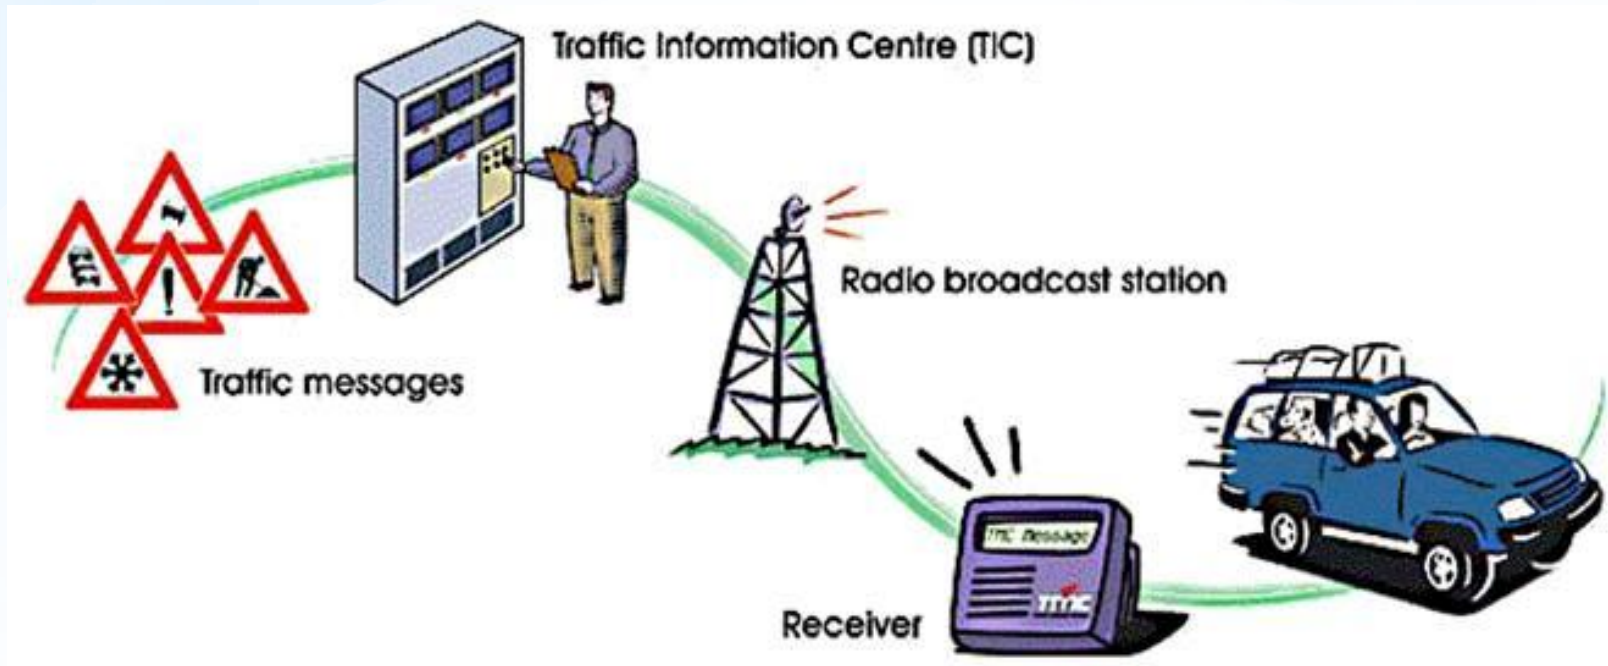 Traffic Information Centre (TIC)
Radio broadcast station
Traffic messages
TMC Message
TMC
Receiver